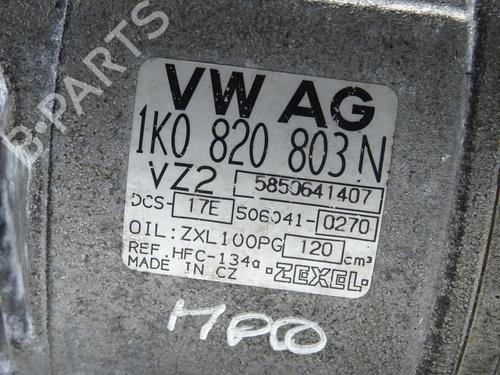 B-PARTS
VW AG
1K0 820 803 N
VZ2 5850641407
DCS-17E 506041-0270
OIL:ZXL100PG 120 cm³
REF. HFC-134a
MADE IN CZ ·ZEXEL·